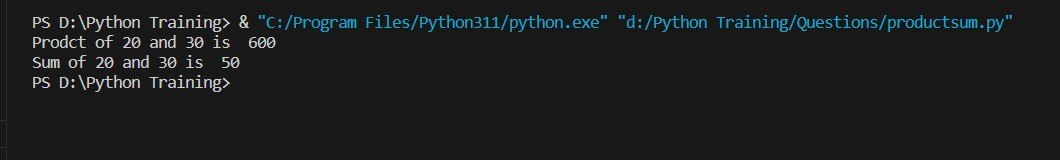 PS D:\Python Training> & "C:/Program Files/Python311/python.exe" "d:/Python Training/Questions/productsum.py"
Prodct of 20 and 30 is  600
Sum of 20 and 30 is  50
PS D:\Python Training>